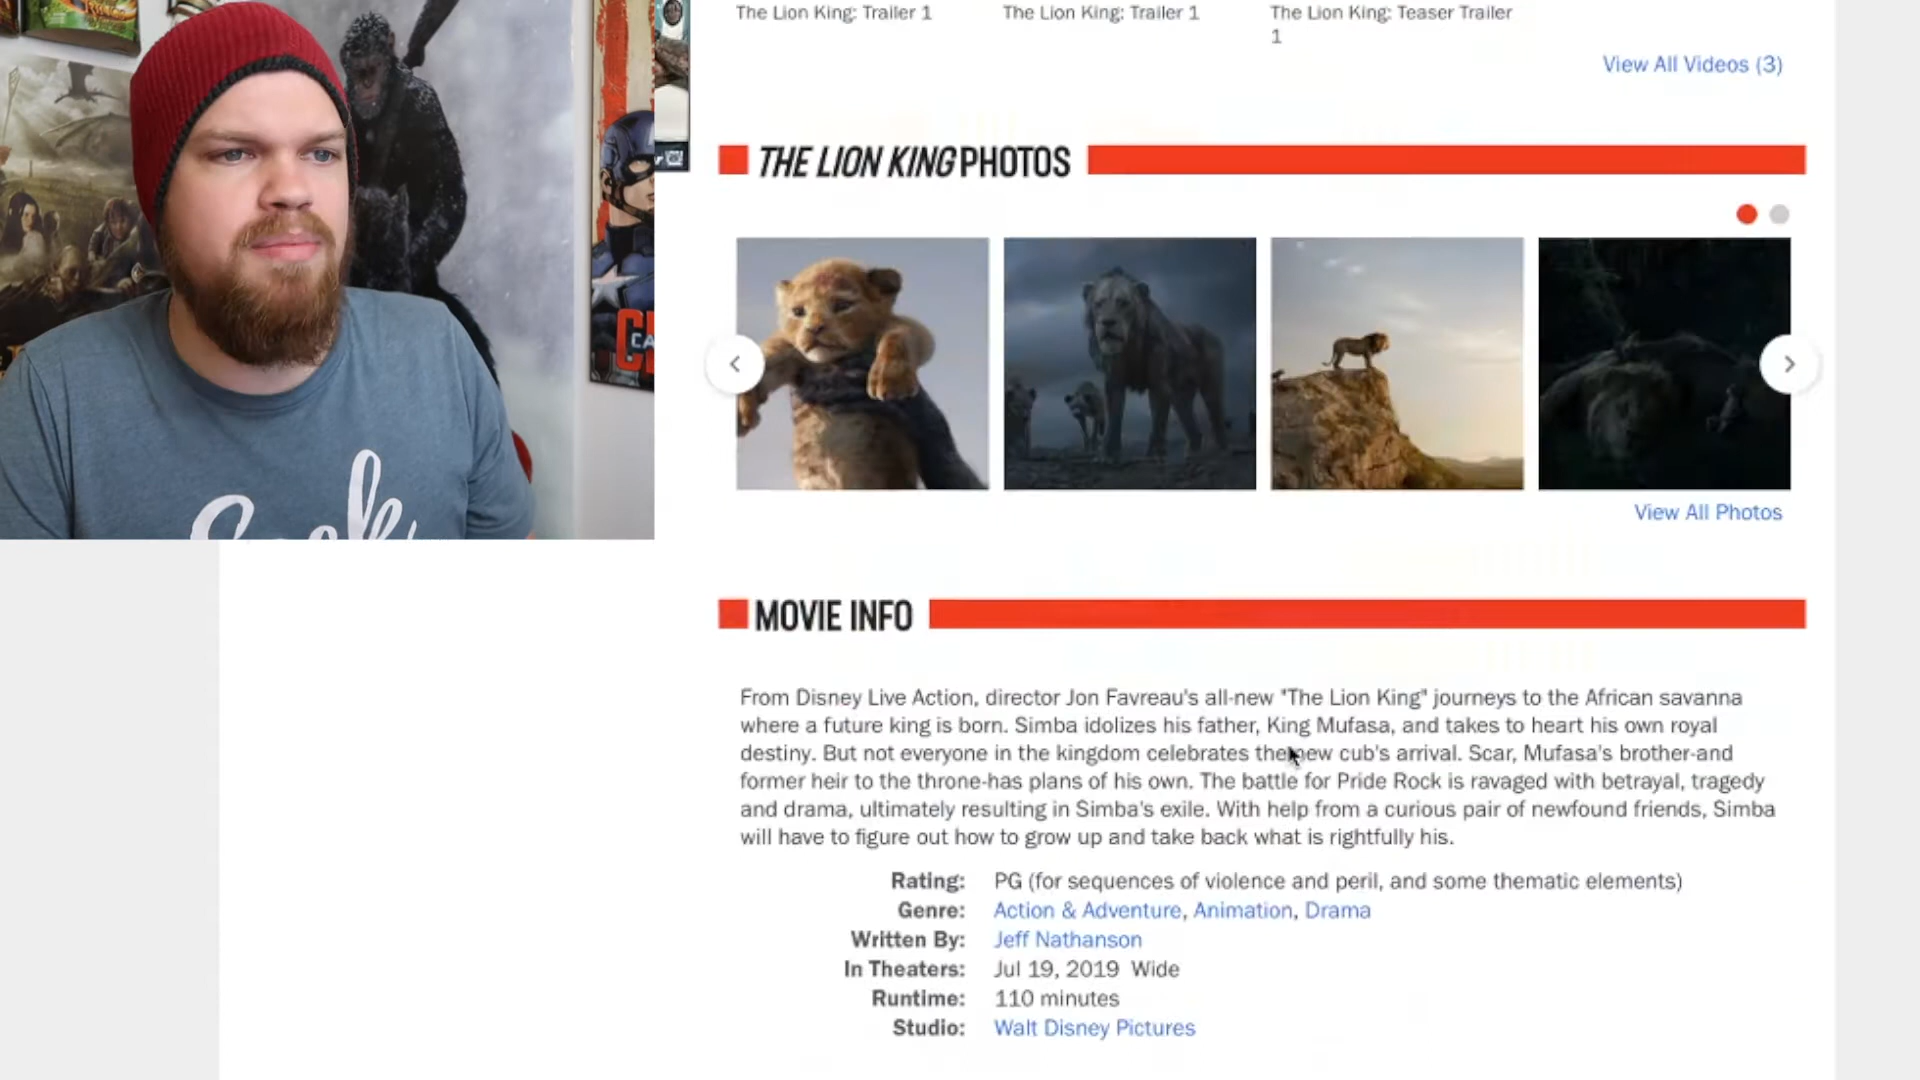 The Lion King: Trailer 1
The Lion King: Trailer 1
The Lion King: Teaser Trailer
1
View All Videos (3)
THE LION KING PHOTOS
View All Photos
MOVIE INFO
From Disney Live Action, director Jon Favreau's all-new "The Lion King" journeys to the African savanna
where a future king is born. Simba idolizes his father, King Mufasa, and takes to heart his own royal
destiny. But not everyone in the kingdom celebrates the new cub's arrival. Scar, Mufasa's brother-and
former heir to the throne-has plans of his own. The battle for Pride Rock is ravaged with betrayal, tragedy
and drama, ultimately resulting in Simba's exile. With help from a curious pair of newfound friends, Simba
will have to figure out how to grow up and take back what is rightfully his.
Rating: PG (for sequences of violence and peril, and some thematic elements)
Genre: Action & Adventure, Animation, Drama
Written By: Jeff Nathanson
In Theaters: Jul 19, 2019 Wide
Runtime: 110 minutes
Studio: Walt Disney Pictures